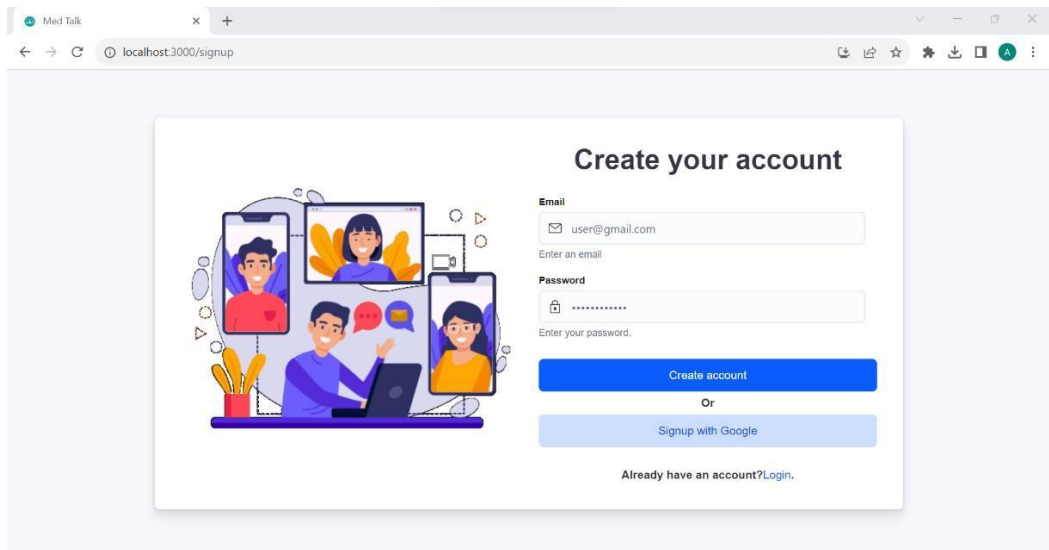 Med Talk
localhost:3000/signup
A
Create your account
Email
user@gmail.com
Enter an email
Password
••••••••••••
Enter your password.
Create account
Or
Signup with Google
Already have an account?Login.